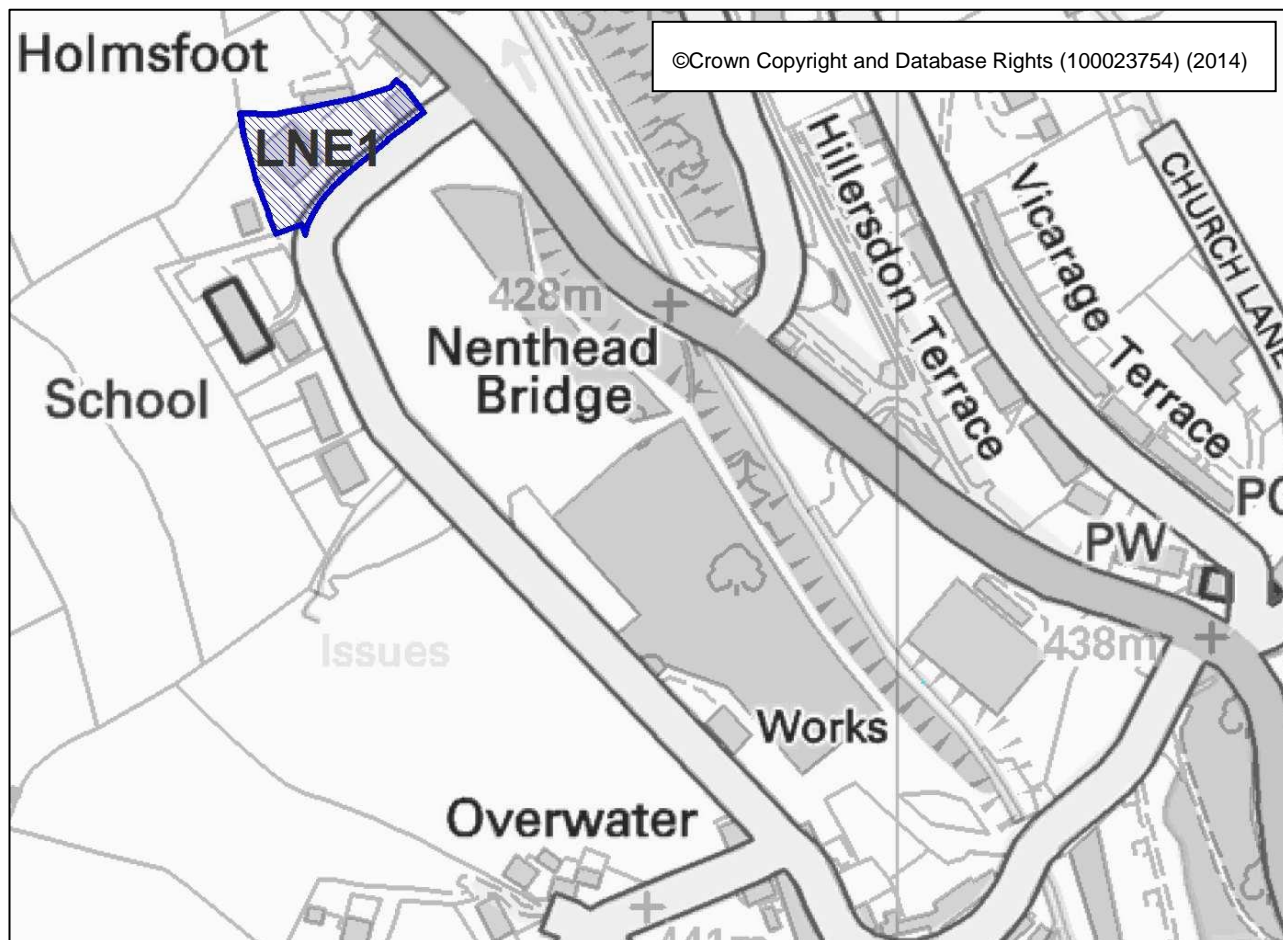 ©Crown Copyright and Database Rights (100023754) (2014)
Holmsfoot
LNE1
Hillersdon Terrace
Vicarage Terrace
CHURCH LANE
428m
Nenthead
Bridge
School
PW
Issues
438m
Works
Overwater
441m